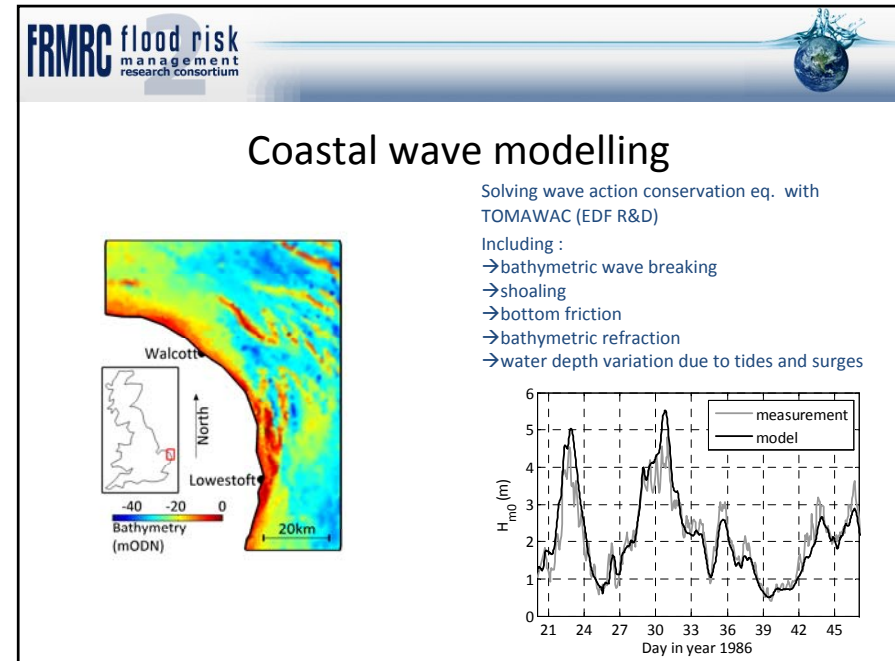 FRMRC flood risk
management
research consortium
2
Coastal wave modelling
Solving wave action conservation eq. with
TOMAWAC (EDF R&D)
Including :
→bathymetric wave breaking
→shoaling
→bottom friction
→bathymetric refraction
→water depth variation due to tides and surges
Walcott
North
Lowestoft
-40 -20 0
Bathymetry
(mODN)
20km
measurement
model
6
5
4
3
2
1
0
Hm0 (m)
21 24 27 30 33 36 39 42 45
Day in year 1986